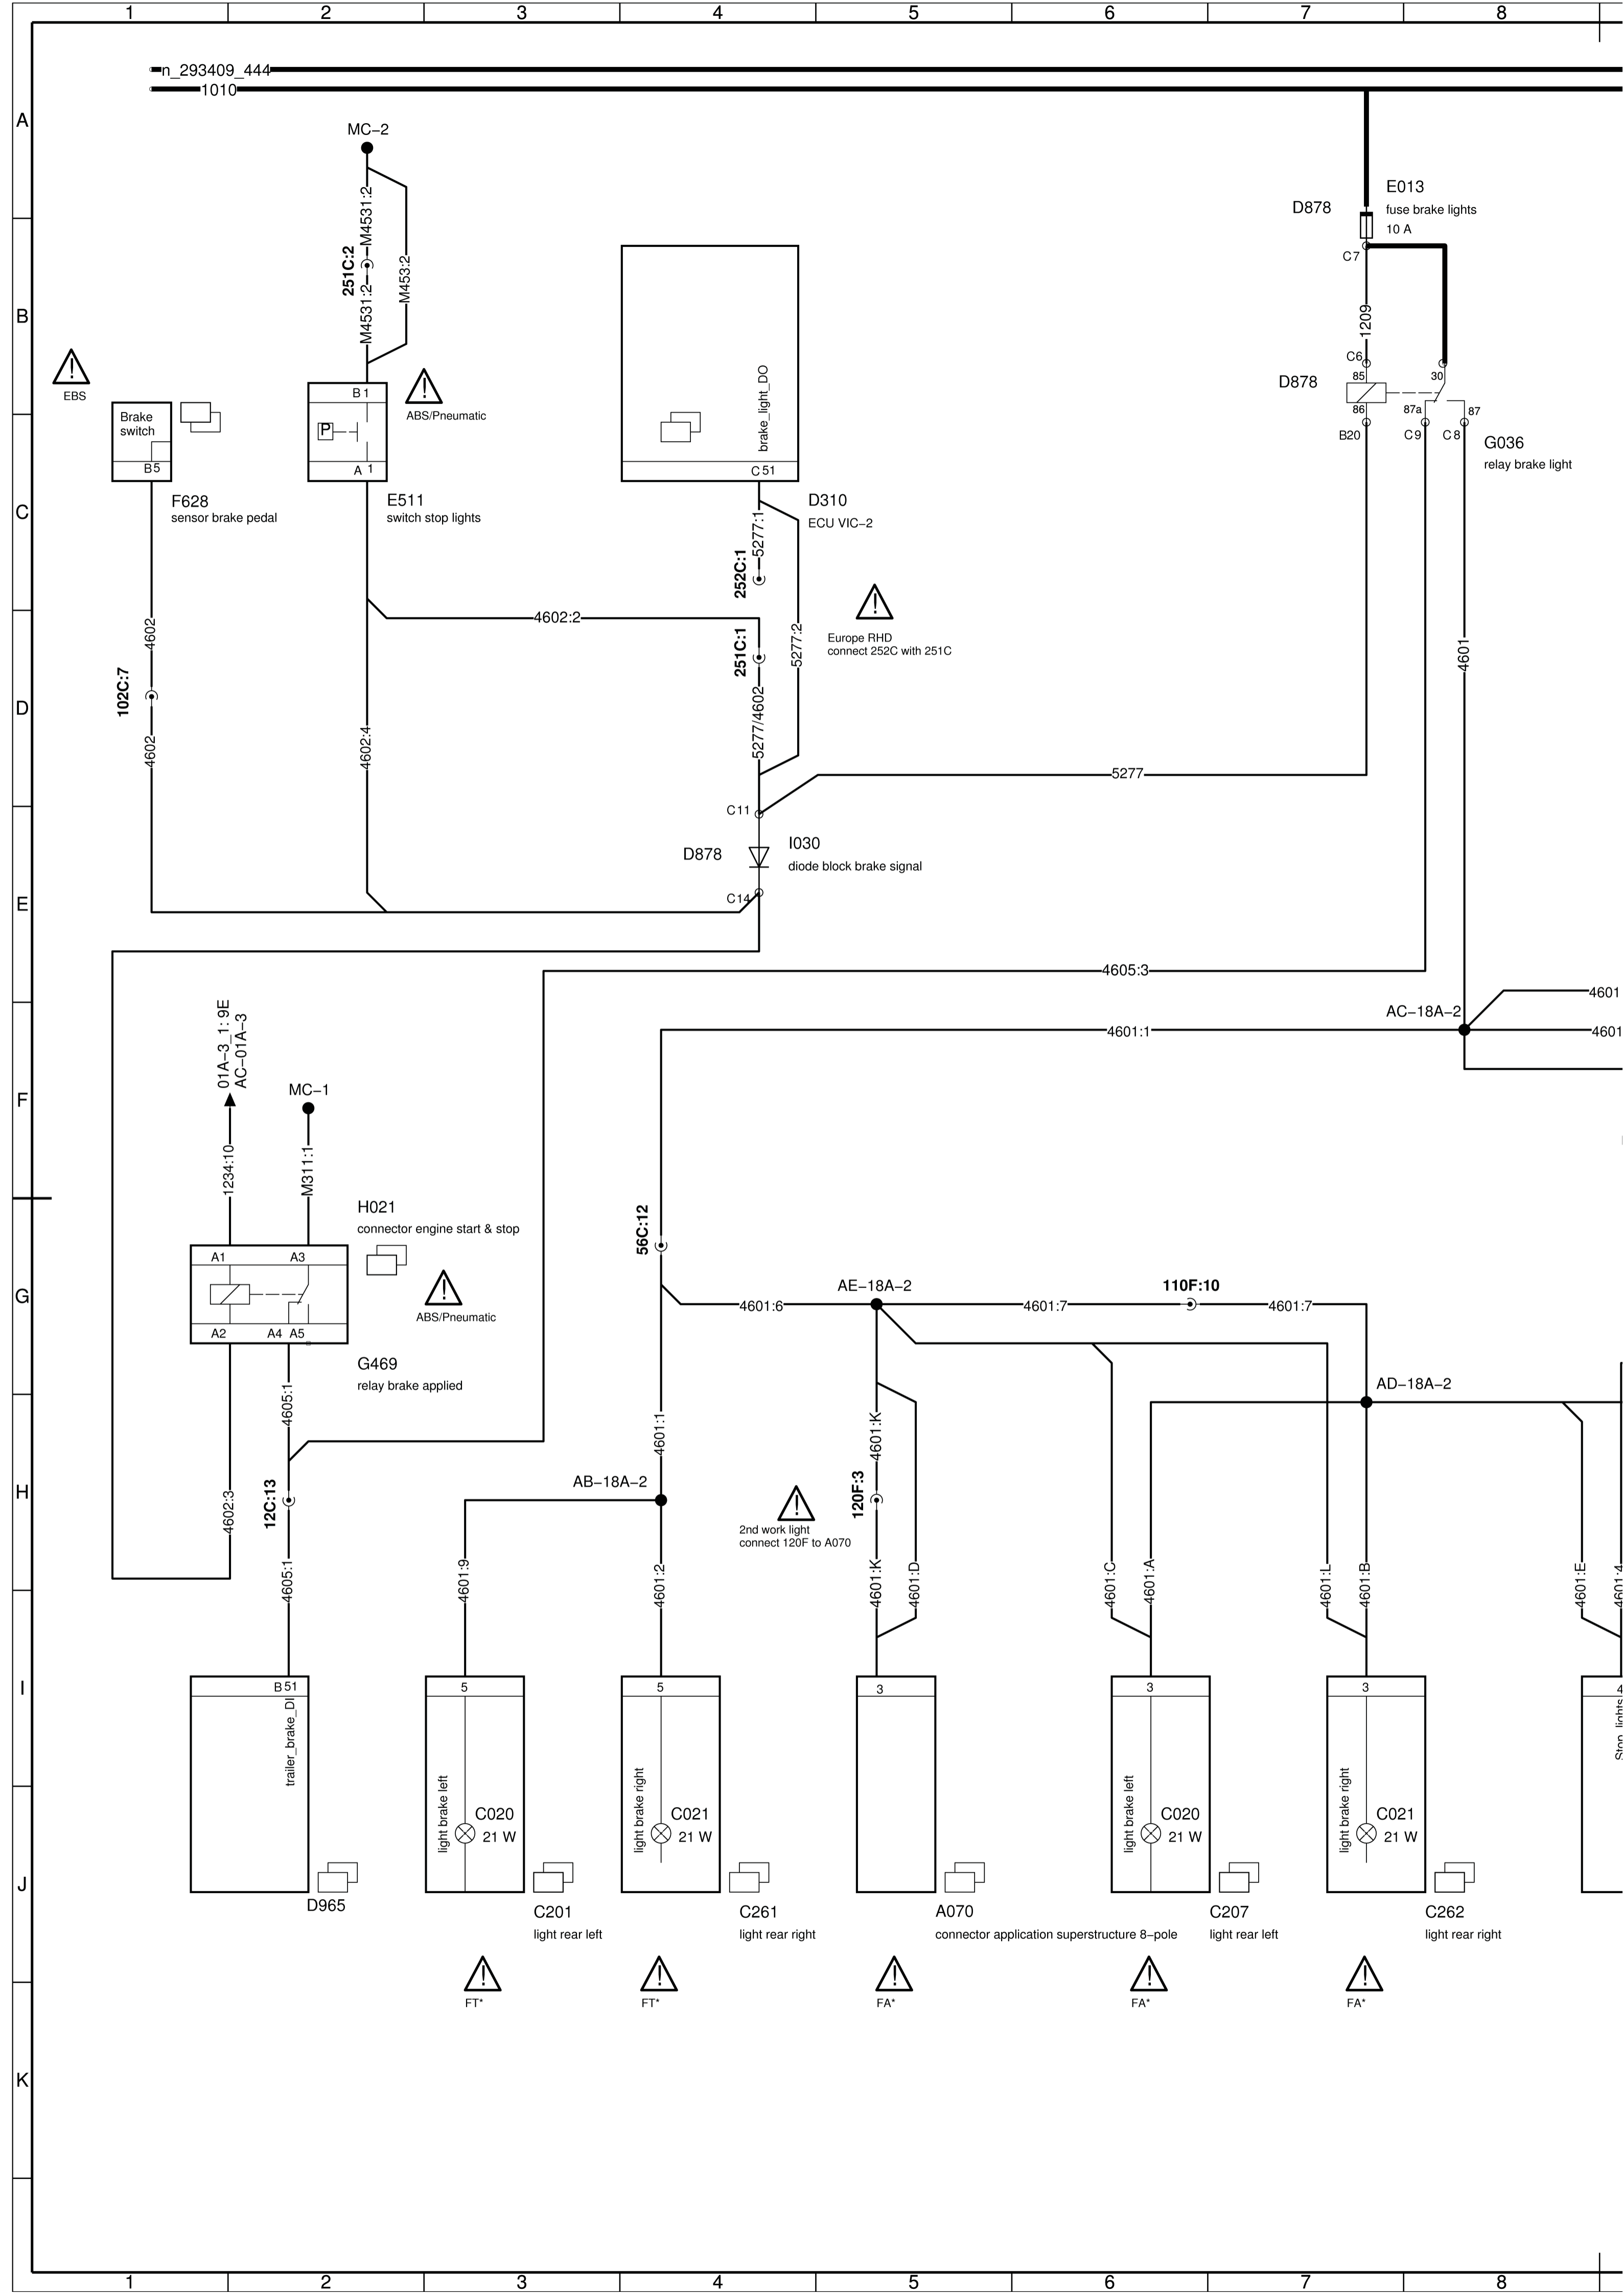 1 2 3 4 5 6 7 8
n_293409_444
1010
A
MC–2
M4531:2
251C:2
M4531:2
M453:2
E013
D878
fuse brake lights
10 A
C7
1209
B
EBS
Brake
switch
B5
F628
sensor brake pedal
B1
P
A 1
ABS/Pneumatic
E511
switch stop lights
brake_light_DO
C 51
D310
ECU VIC–2
C6
85
30
D878
86
87a
87
B20
C9
C8
G036
relay brake light
C
5277:1
252C:1
4602
102C:7
4602
4602:2
4602:4
251C:1
5277/4602
5277:2
Europe RHD
connect 252C with 251C
4601
D
5277
C11
D878
I030
diode block brake signal
C14
E
4605:3
01A–3_1: 9E
AC–01A–3
AC–18A–2
4601
4601
4601:1
F
MC–1
1234:10
M311:1
H021
connector engine start & stop
A1
A3
A2
A4 A5
ABS/Pneumatic
G469
relay brake applied
56C:12
G
4601:6
AE–18A–2
4601:7
110F:10
4601:7
AD–18A–2
4605:1
4601:1
4601:K
H
4602:3
12C:13
4605:1
AB–18A–2
4601:9
4601:2
2nd work light
connect 120F to A070
120F:3
4601:K
4601:D
4601:C
4601:A
4601:L
4601:B
4601:E
4601:4
I
B 51
trailer_brake_DI
5
5
3
3
3
4
Stop_lights
J
D965
light brake left
C020
21 W
C201
light rear left
light brake right
C021
21 W
C261
light rear right
A070
connector application superstructure 8–pole
light brake left
C020
21 W
C207
light rear left
light brake right
C021
21 W
C262
light rear right
FT*
FT*
FA*
FA*
FA*
K
1 2 3 4 5 6 7 8